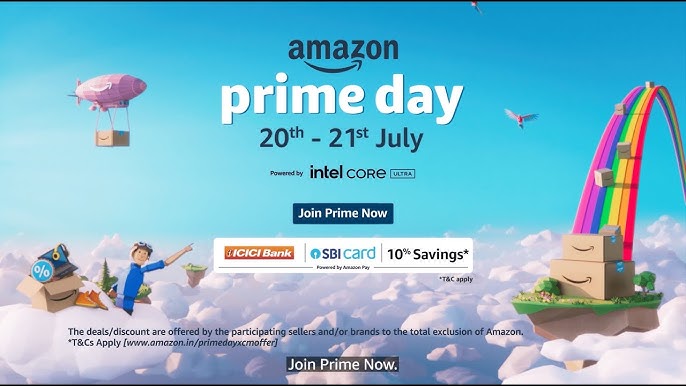 amazon
prime day
20th - 21st July
Powered by intel CORE ULTRA
Join Prime Now
ICICI Bank SBI card 10% Savings*
Powered by Amazon Pay
*T&C apply
%
The deals/discount are offered by the participating sellers and/or brands to the total exclusion of Amazon.
*T&Cs Apply [www.amazon.in/primedayxcmoffer]
Join Prime Now.